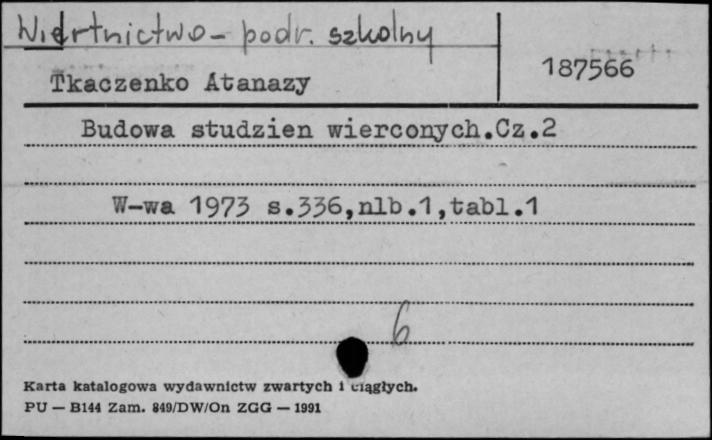 Wiertnictwo - podr. szkolny
187566
Tkaczenko Atanazy
Budowa studzien wierconych.Cz.2
W-wa 1973 s.336,nlb.1,tabl.1
6
Karta katalogowa wydawnictw zwartych i ciągłych.
PU — B144 Zam. 849/DW/On ZGG — 1991